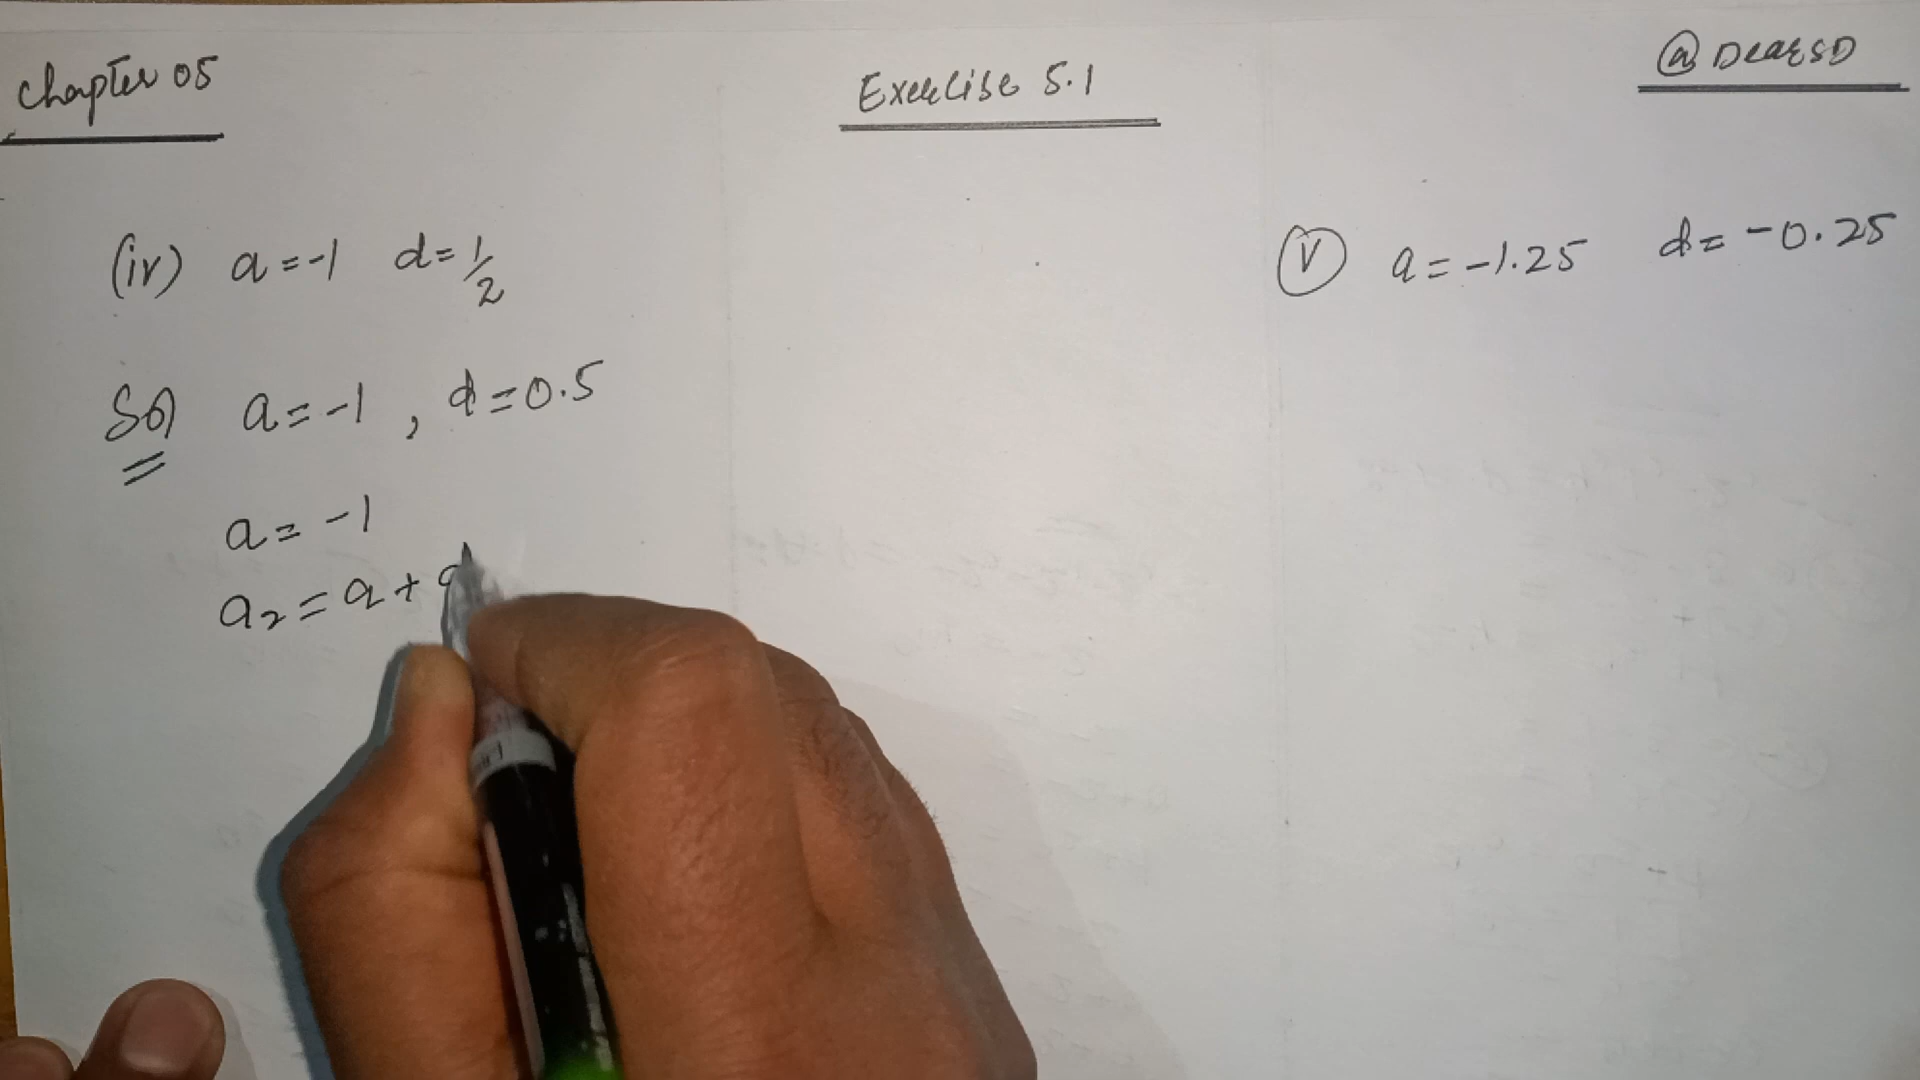 Chapter 05
Exercise 5.1
@ DearSD
(iv) a = -1 d = 1/2
Sol a = -1 , d = 0.5
a = -1
a₂ = a + d
(V) a = -1.25 d = -0.25